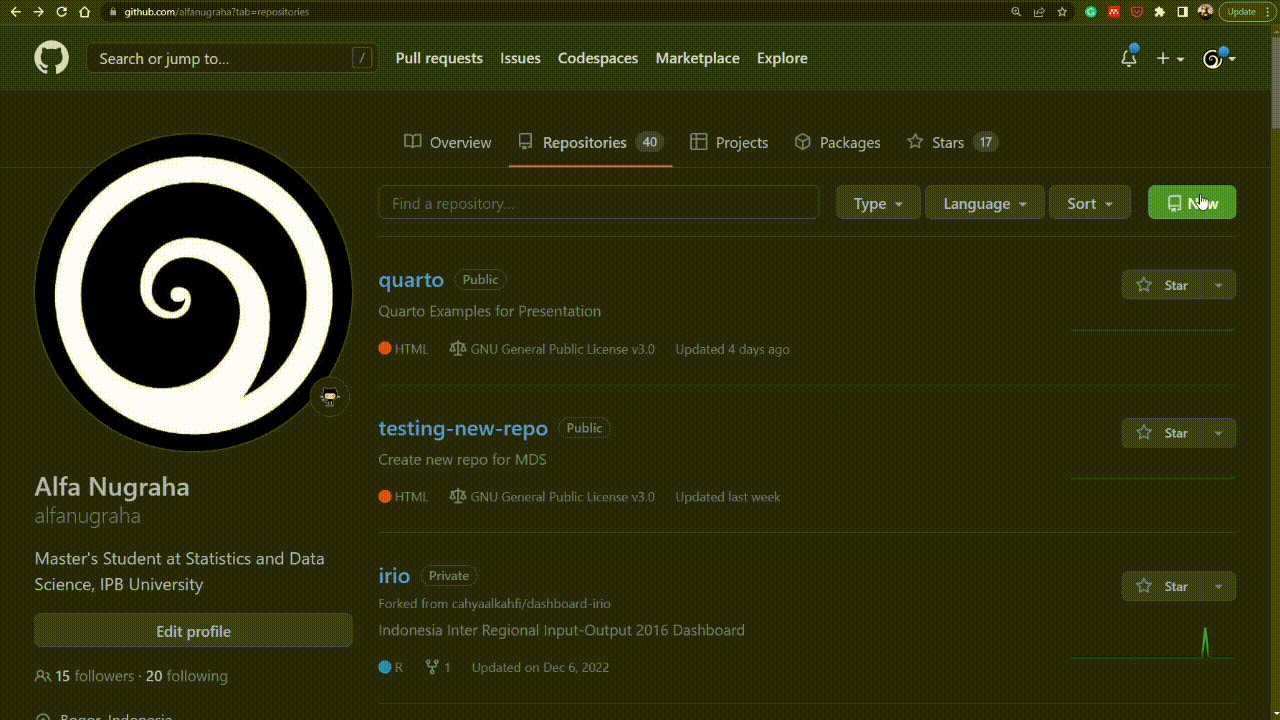 github.com/alfanugraha?tab=repositories
Update
Search or jump to... /
Pull requests Issues Codespaces Marketplace Explore
Overview Repositories 40 Projects Packages Stars 17
Find a repository... Type Language Sort New
quarto Public
Star
Quarto Examples for Presentation
HTML GNU General Public License v3.0 Updated 4 days ago
testing-new-repo Public
Star
Create new repo for MDS
HTML GNU General Public License v3.0 Updated last week
irio Private
Star
Forked from cahyaalkahfi/dashboard-irio
Indonesia Inter Regional Input-Output 2016 Dashboard
R 1 Updated on Dec 6, 2022
Alfa Nugraha
alfanugraha
Master's Student at Statistics and Data
Science, IPB University
Edit profile
15 followers · 20 following
Bogor, Indonesia